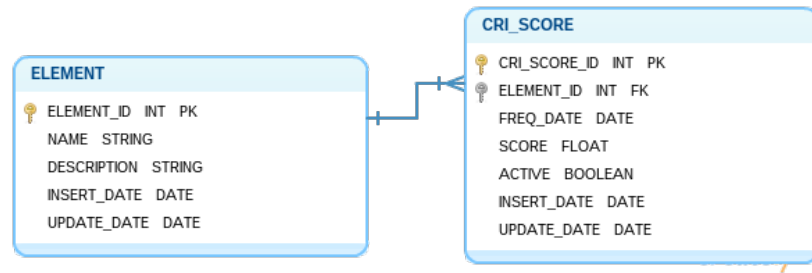 ELEMENT
ELEMENT_ID INT PK
NAME STRING
DESCRIPTION STRING
INSERT_DATE DATE
UPDATE_DATE DATE
CRI_SCORE
CRI_SCORE_ID INT PK
ELEMENT_ID INT FK
FREQ_DATE DATE
SCORE FLOAT
ACTIVE BOOLEAN
INSERT_DATE DATE
UPDATE_DATE DATE